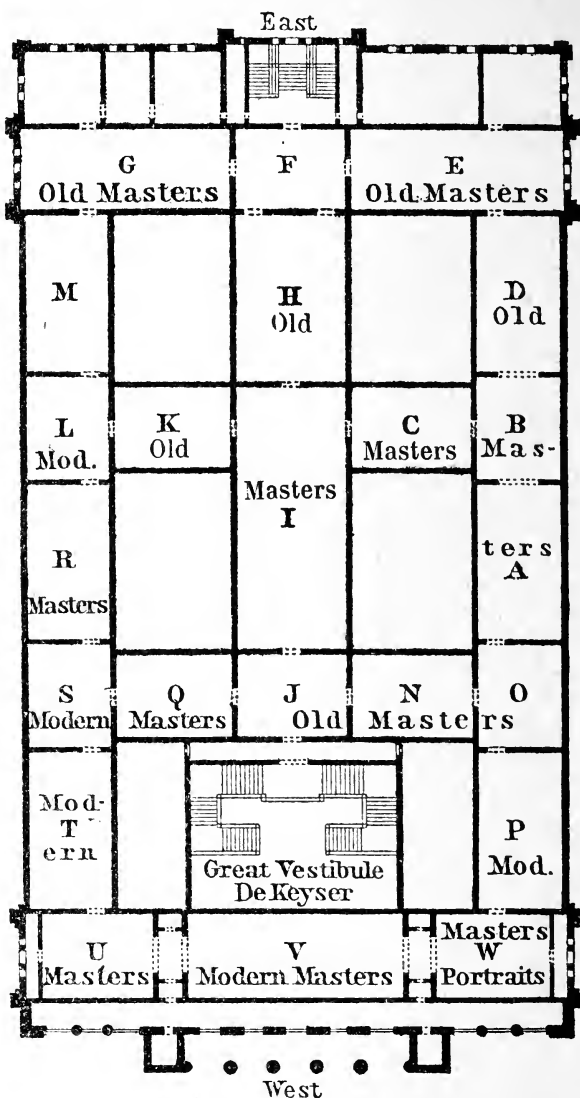 East
G
Old Masters
F
E
Old Masters
M
H
Old
D
Old
L
Mod.
K
Old
C
Masters
B
Mas-
Masters
I
R
Masters
ters
A
S
Modern
Q
Masters
J
Old
N
Masters
O
Mod-
T
ern
P
Mod.
Great Vestibule
De Keyser
U
Masters
V
Modern Masters
Masters
W
Portraits
West